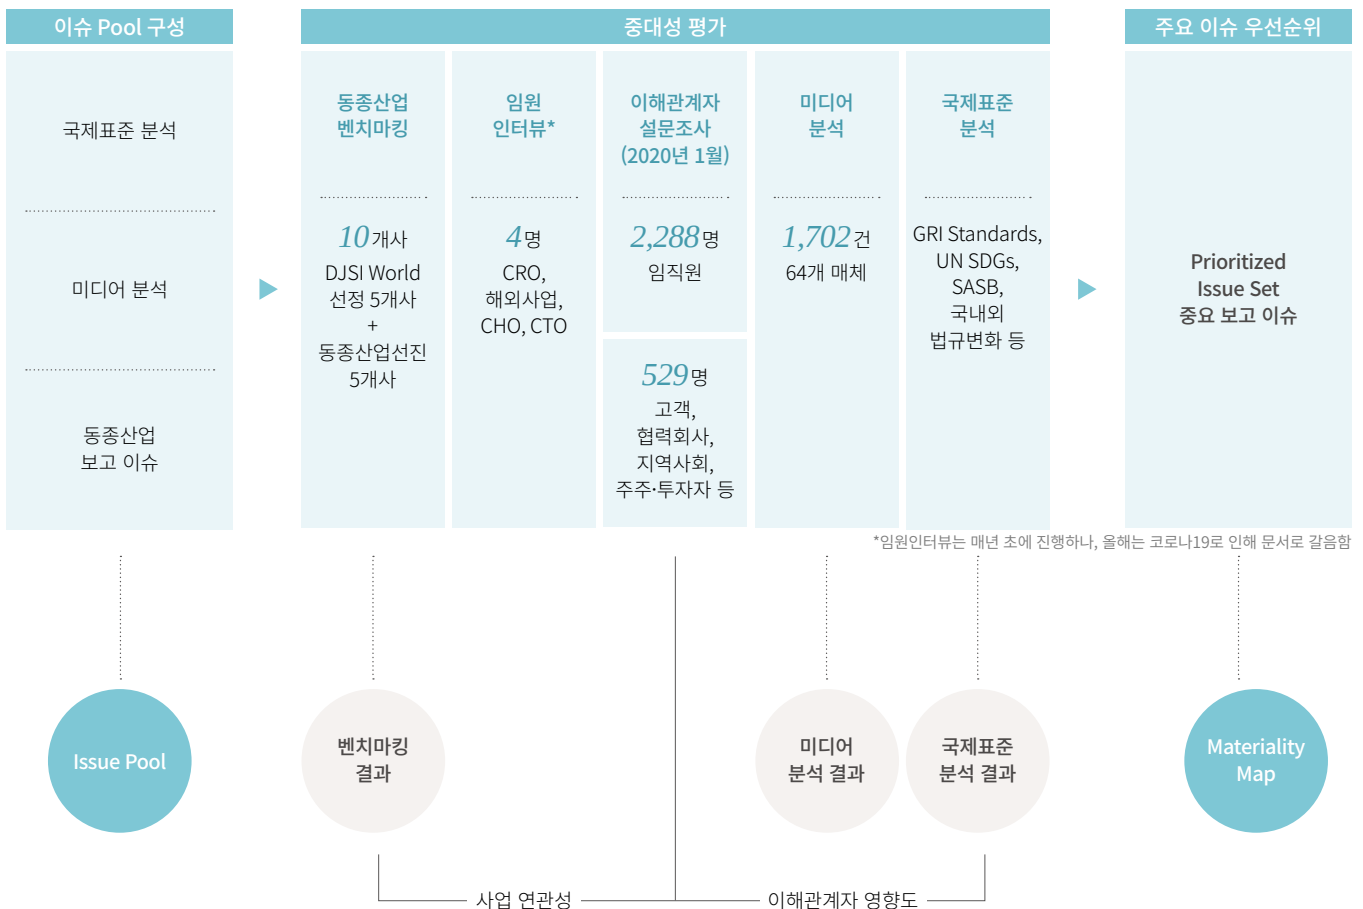 이슈 Pool 구성
국제표준 분석
미디어 분석
동종산업
보고 이슈
중대성 평가
동종산업
벤치마킹
10개사
DJSI World
선정 5개사
+
동종산업선진
5개사
임원
인터뷰*
4명
CRO,
해외사업,
CHO, CTO
이해관계자
설문조사
(2020년 1월)
2,288명
임직원
529명
고객,
협력회사,
지역사회,
주주·투자자 등
미디어
분석
1,702건
64개 매체
국제표준
분석
GRI Standards,
UN SDGs,
SASB,
국내외
법규변화 등
주요 이슈 우선순위
Prioritized
Issue Set
중요 보고 이슈
*임원인터뷰는 매년 초에 진행하나, 올해는 코로나19로 인해 문서로 갈음함
Issue Pool
벤치마킹
결과
미디어
분석 결과
국제표준
분석 결과
Materiality
Map
사업 연관성
이해관계자 영향도